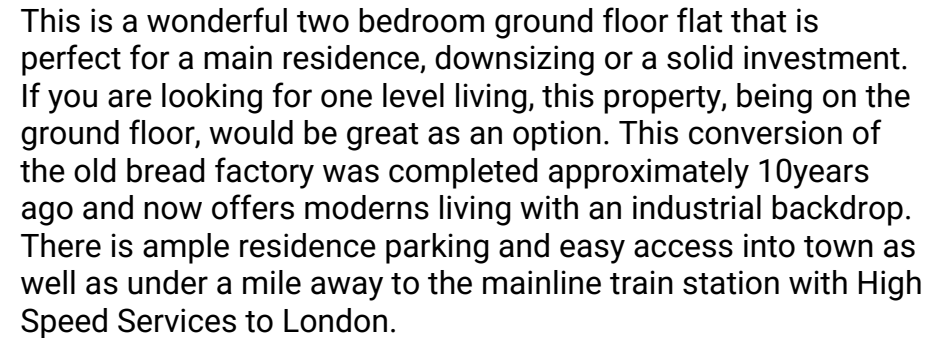 This is a wonderful two bedroom ground floor flat that is
perfect for a main residence, downsizing or a solid investment.
If you are looking for one level living, this property, being on the
ground floor, would be great as an option. This conversion of
the old bread factory was completed approximately 10years
ago and now offers moderns living with an industrial backdrop.
There is ample residence parking and easy access into town as
well as under a mile away to the mainline train station with High
Speed Services to London.